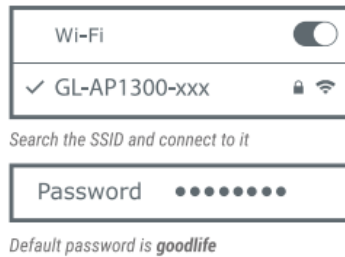 Wi-Fi
GL-AP1300-xxx
Search the SSID and connect to it
Password ••••••••
Default password is goodlife